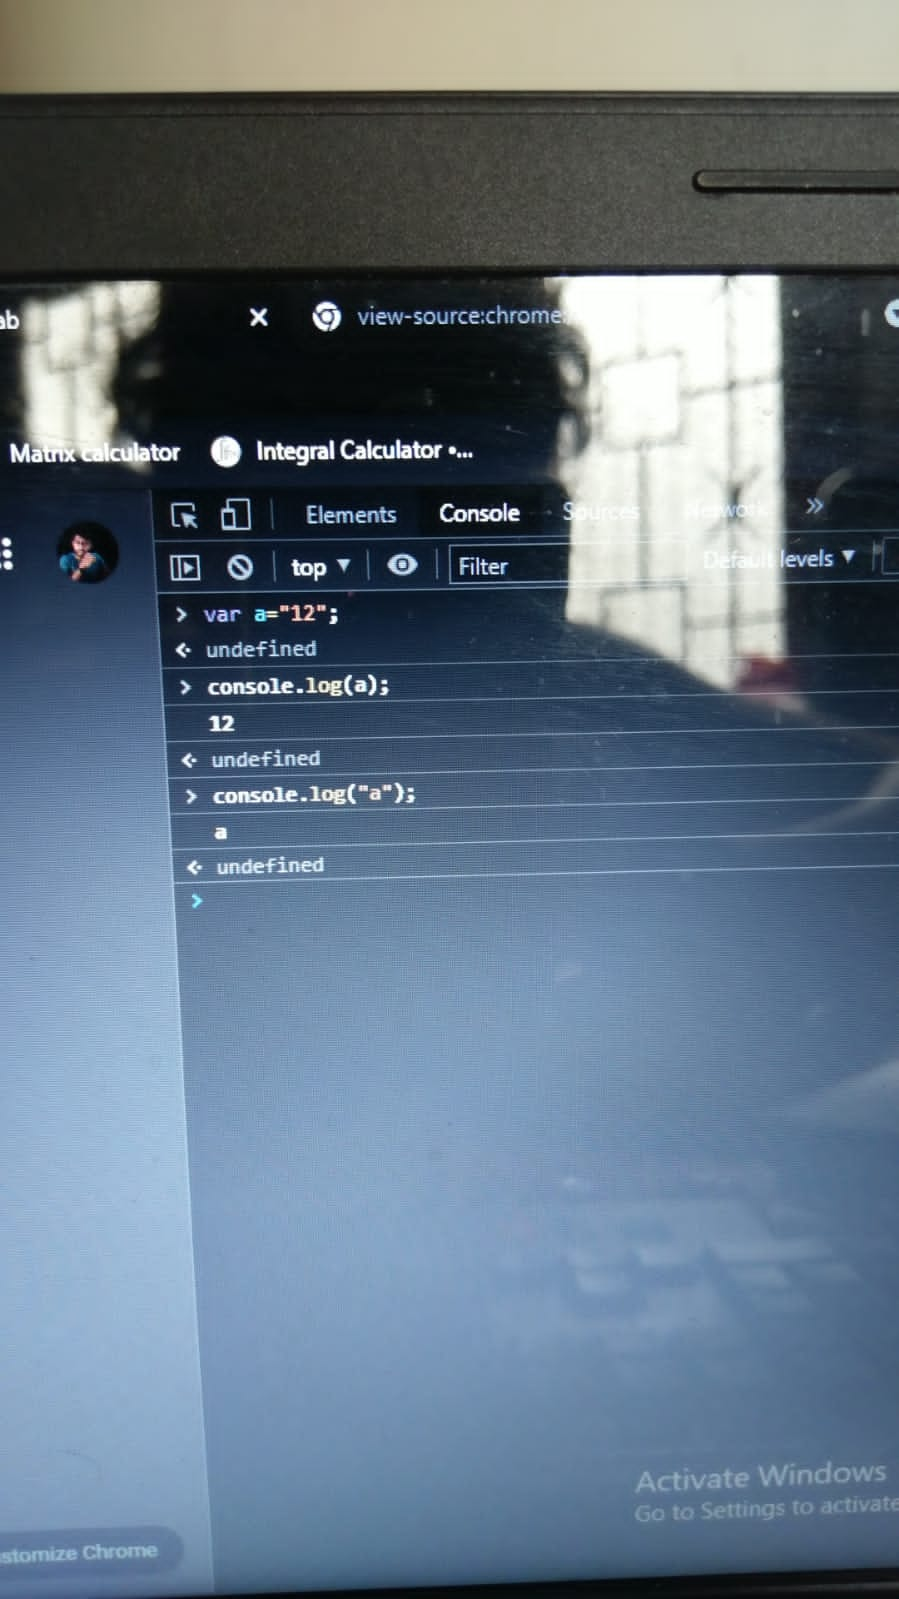 ab × view-source:chrome:
Matrix calculator Integral Calculator •...
Elements Console Sources Network »
top ▼ Filter Default levels ▼
> var a="12";
undefined
> console.log(a);
12
undefined
> console.log("a");
a
undefined
>
Activate Windows
Go to Settings to activate
stomize Chrome